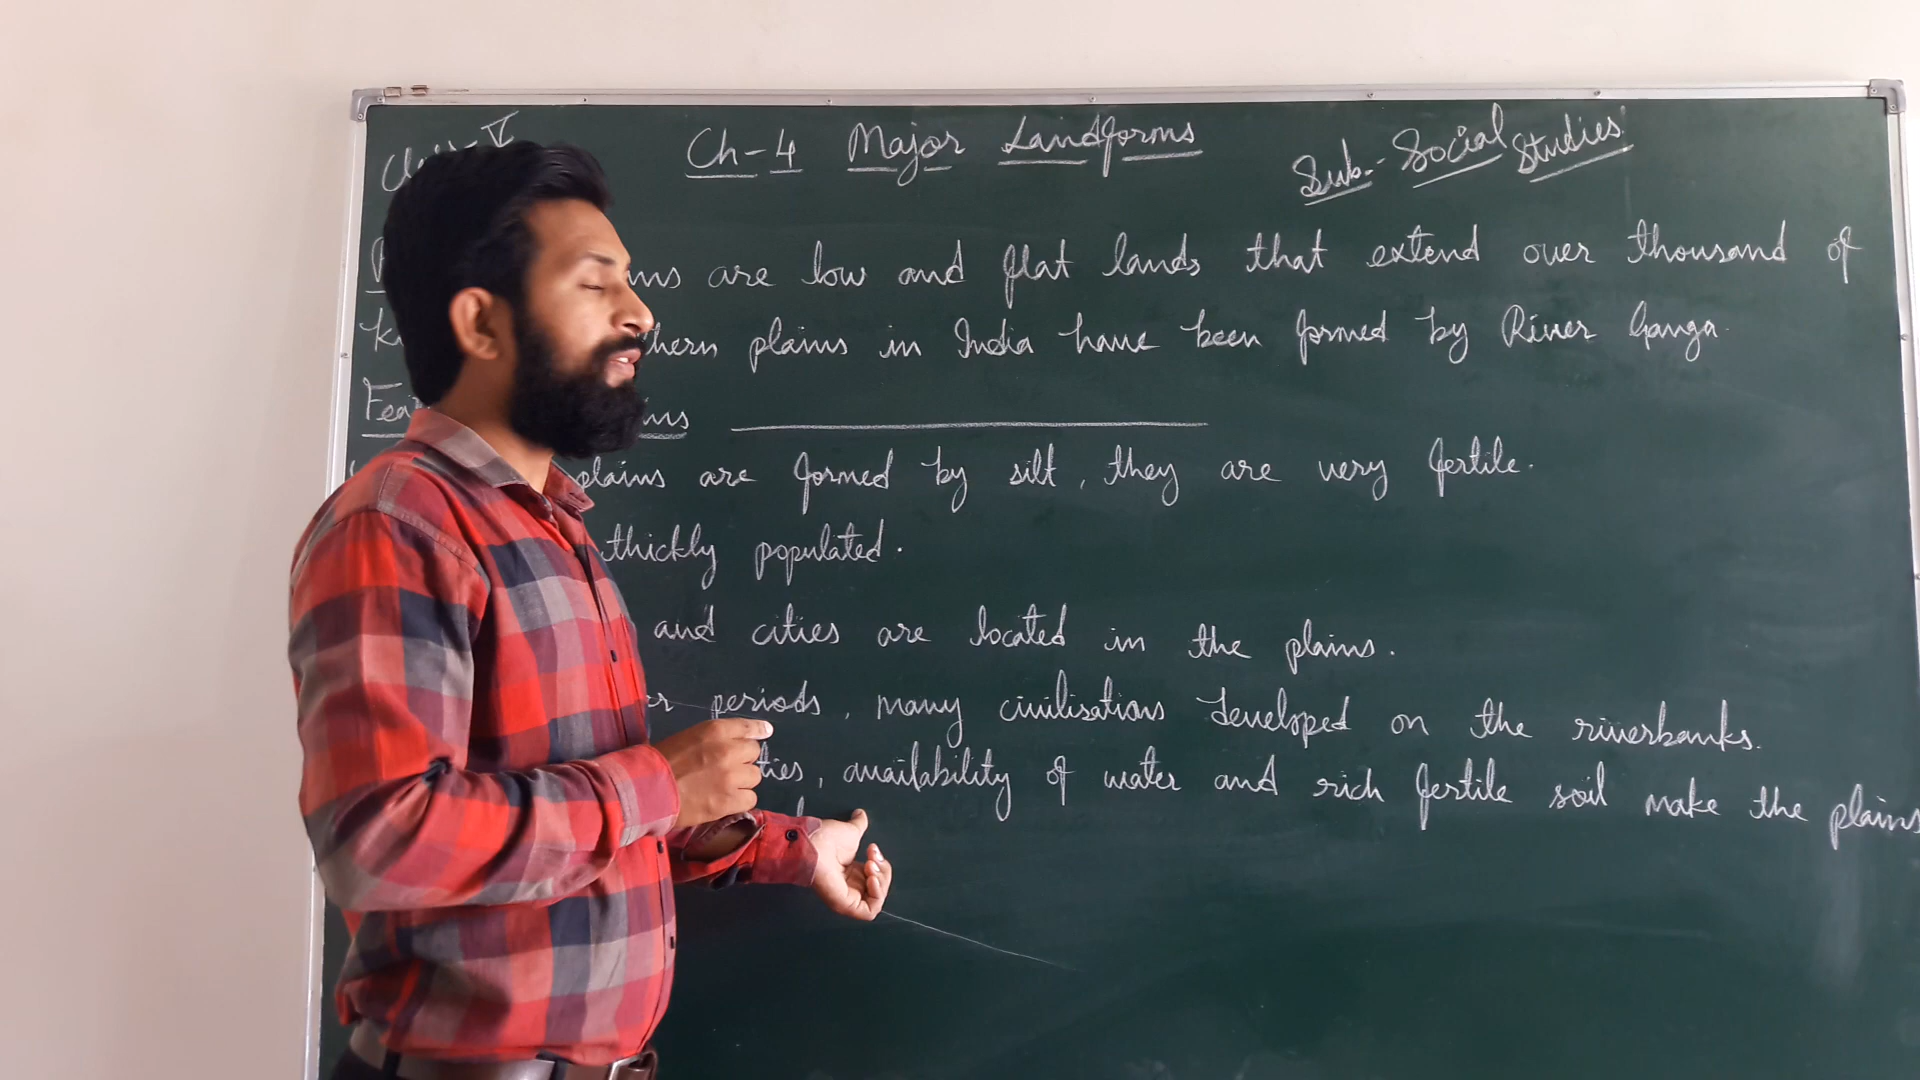 V Ch-4 Major Landforms Sub.- Social Studies
are low and flat lands that extend over thousand of
plains in India have been formed by River Ganga.
plains are formed by silt, they are very fertile.
thickly populated.
and cities are located in the plains.
periods, many civilisations developed on the riverbanks.
availability of water and rich fertile soil make the plains